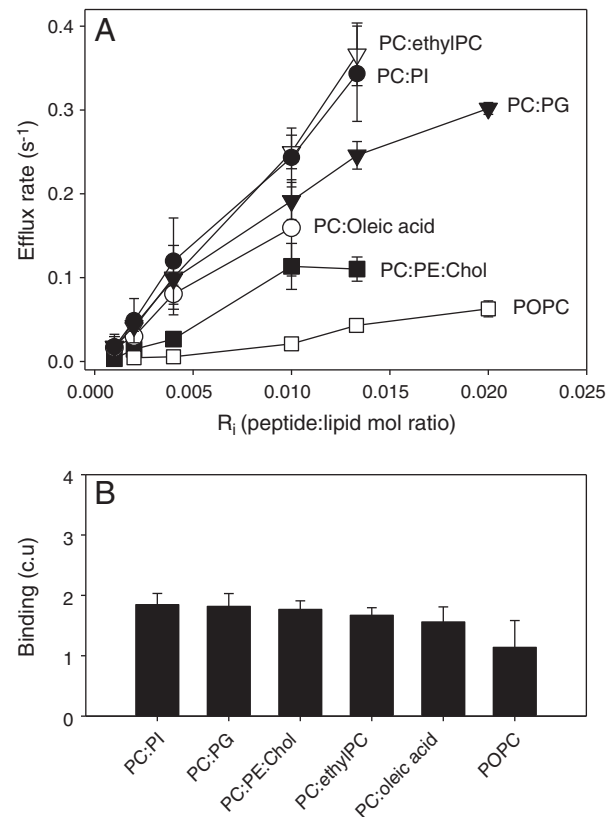 A
0.4
0.3
0.2
0.1
0.0
Efflux rate (s-1)
PC:ethylPC
PC:PI
PC:PG
PC:Oleic acid
PC:PE:Chol
POPC
0.000 0.005 0.010 0.015 0.020 0.025
Ri (peptide:lipid mol ratio)
B
4
3
2
1
0
Binding (c.u)
PC:PI
PC:PG
PC:PE:Chol
PC:ethylPC
PC:oleic acid
POPC